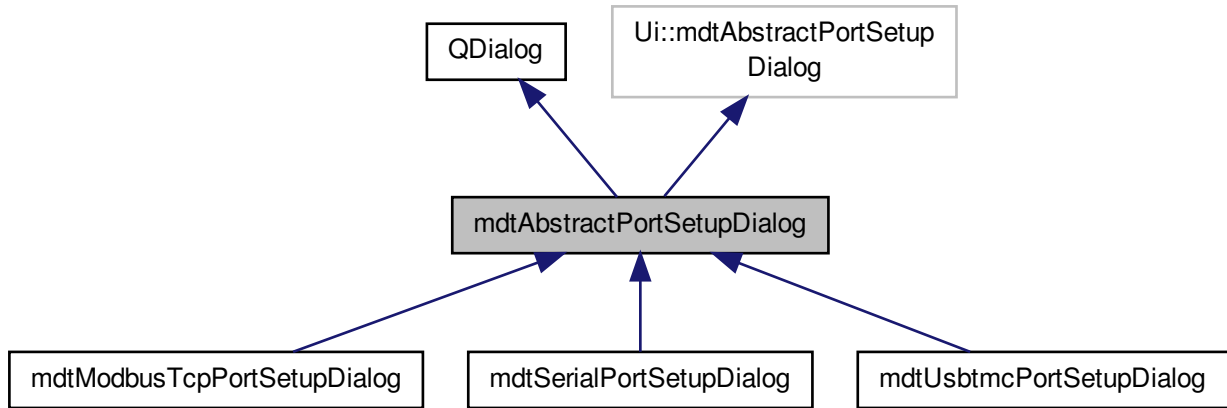 QDialog
Ui::mdtAbstractPortSetup
Dialog
mdtAbstractPortSetupDialog
mdtModbusTcpPortSetupDialog
mdtSerialPortSetupDialog
mdtUsbtmcPortSetupDialog